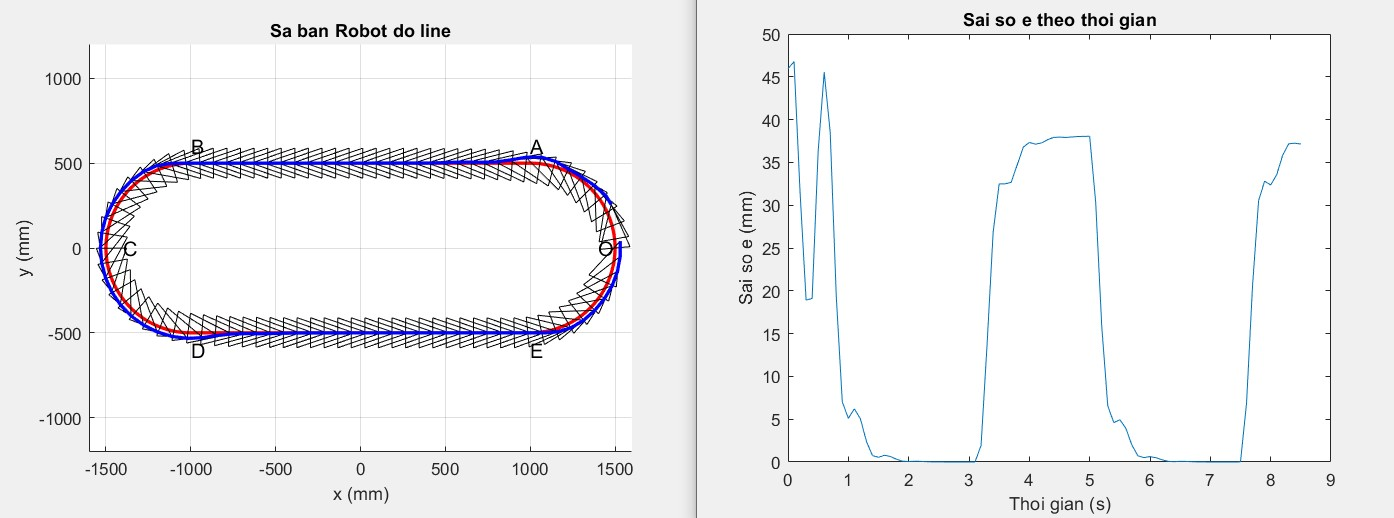 Sa ban Robot do line
1000
500
0
-500
-1000
y (mm)
B
A
C
O
D
E
-1500
-1000
-500
0
500
1000
1500
x (mm)
Sai so e theo thoi gian
50
45
40
35
30
25
20
15
10
5
0
Sai so e (mm)
0
1
2
3
4
5
6
7
8
9
Thoi gian (s)